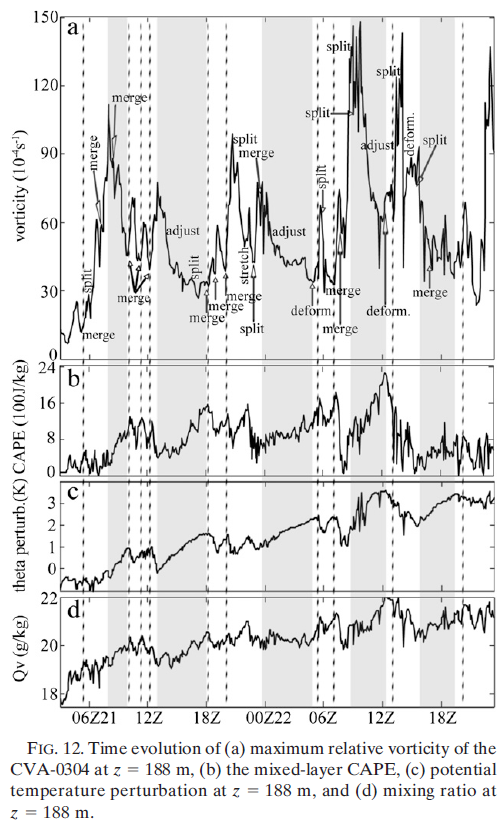 a
150
120
90
60
30
0
vorticity (10⁻⁴s⁻¹)
merge
merge
split
merge
merge
adjust
split
merge
merge
merge
split
merge
stretch
split
adjust
split
deform.
merge
split
split
adjust
deform.
split
deform.
split
merge
b
24
16
8
0
CAPE (100J/kg)
c
3
2
1
0
theta perturb.(K)
d
22
20
18
Qv (g/kg)
06Z21 12Z 18Z 00Z22 06Z 12Z 18Z
FIG. 12. Time evolution of (a) maximum relative vorticity of the
CVA-0304 at z = 188 m, (b) the mixed-layer CAPE, (c) potential
temperature perturbation at z = 188 m, and (d) mixing ratio at
z = 188 m.